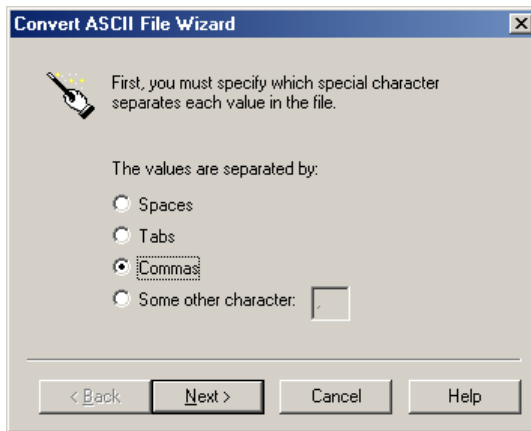 Convert ASCII File Wizard
First, you must specify which special character
separates each value in the file.
The values are separated by:
Spaces
Tabs
Commas
Some other character: ,
< Back Next > Cancel Help